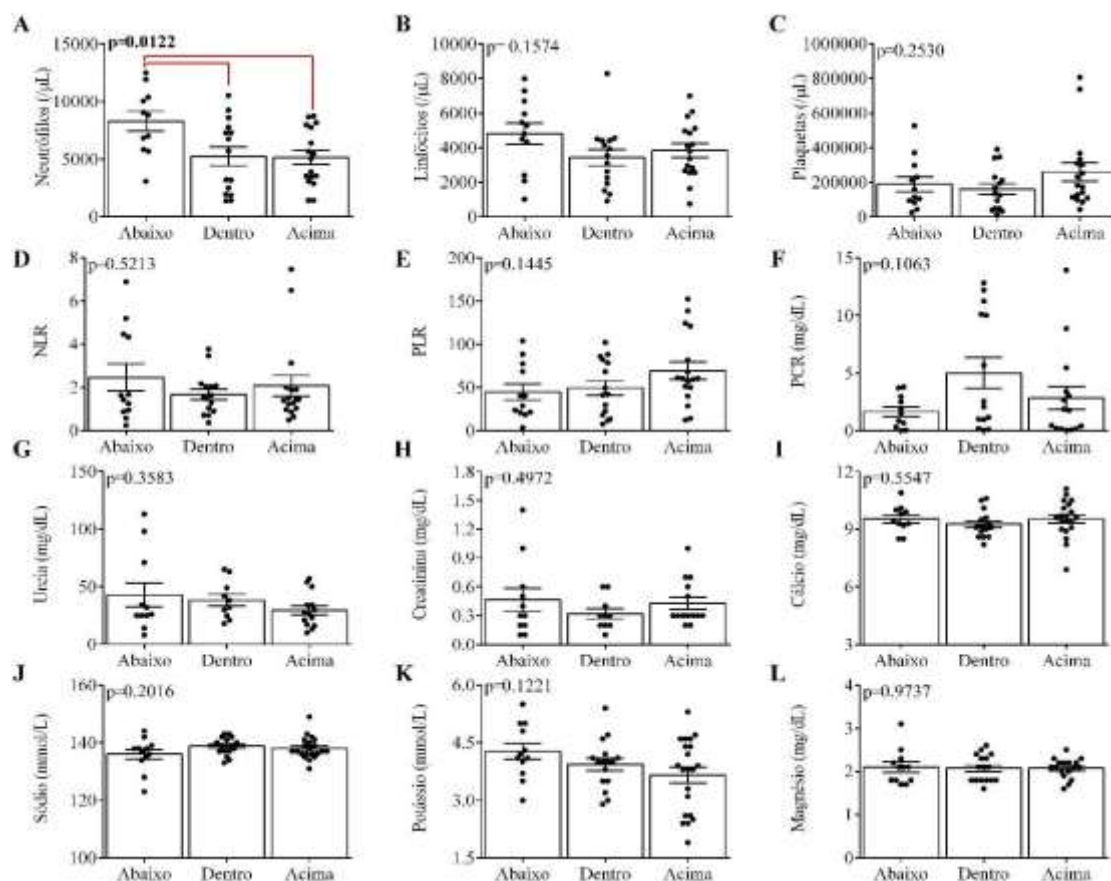 A
p=0.0122
Neutrófilos (/µL)
15000
10000
5000
0
Abaixo Dentro Acima
B
p= 0.1574
Linfócitos (/µL)
10000
8000
6000
4000
2000
0
Abaixo Dentro Acima
C
p=0.2530
Plaquetas (/µL)
1000000
800000
600000
400000
200000
0
Abaixo Dentro Acima
D
p=0.5213
NLR
8
6
4
2
0
Abaixo Dentro Acima
E
p=0.1445
PLR
200
150
100
50
0
Abaixo Dentro Acima
F
p=0.1063
PCR (mg/dL)
15
10
5
0
Abaixo Dentro Acima
G
p=0.3583
Ureia (mg/dL)
150
100
50
0
Abaixo Dentro Acima
H
p=0.4972
Creatinina (mg/dL)
1.8
1.5
1.2
0.9
0.6
0.3
0.0
Abaixo Dentro Acima
I
p=0.5547
Cálcio (mg/dL)
12
9
6
3
Abaixo Dentro Acima
J
p=0.2016
Sódio (mmol/L)
160
140
120
100
Abaixo Dentro Acima
K
p=0.1221
Potássio (mmol/L)
6.0
4.5
3.0
1.5
Abaixo Dentro Acima
L
p=0.9737
Magnésio (mg/dL)
4
3
2
1
0
Abaixo Dentro Acima